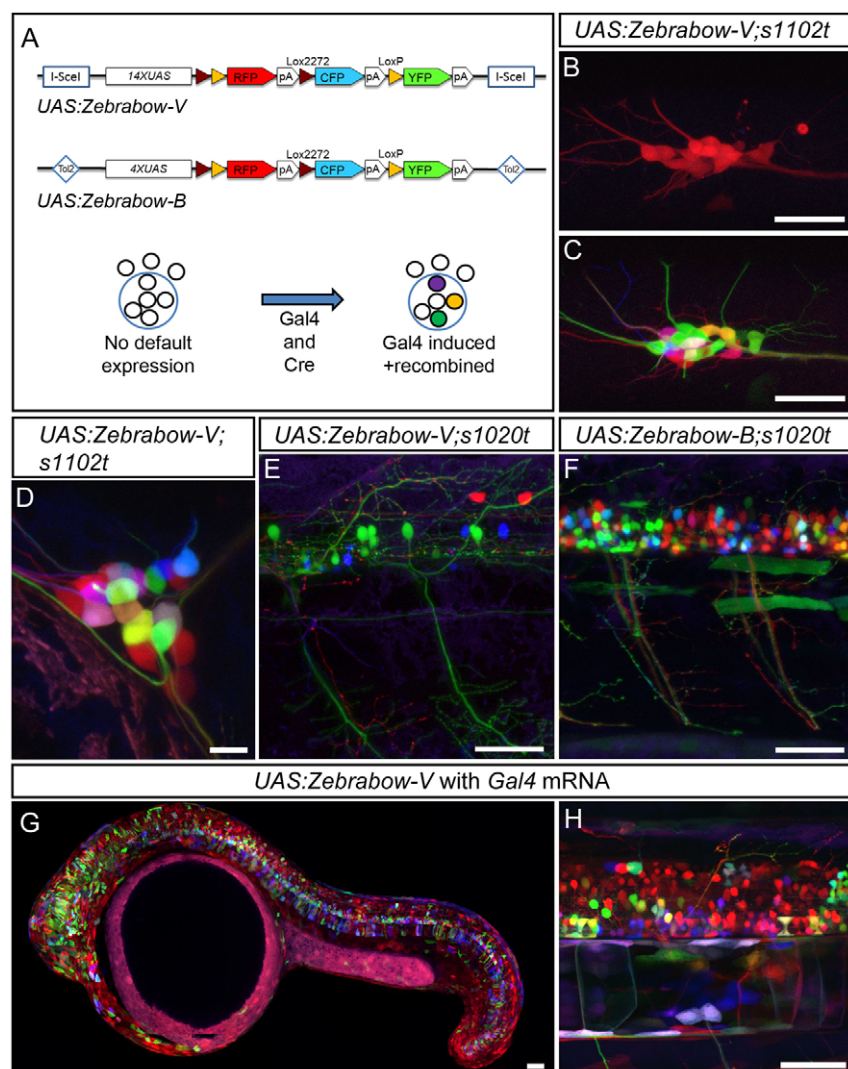 A
Lox2272 LoxP
I-SceI 14XUAS RFP pA CFP pA YFP pA I-SceI
UAS:Zebrabow-V
Lox2272 LoxP
Tol2 4XUAS RFP pA CFP pA YFP pA Tol2
UAS:Zebrabow-B
No default
expression
Gal4
and
Cre
Gal4 induced
+recombined
UAS:Zebrabow-V;s1102t
B
C
UAS:Zebrabow-V;
s1102t
D
UAS:Zebrabow-V;s1020t
E
UAS:Zebrabow-B;s1020t
F
UAS:Zebrabow-V with Gal4 mRNA
G
H